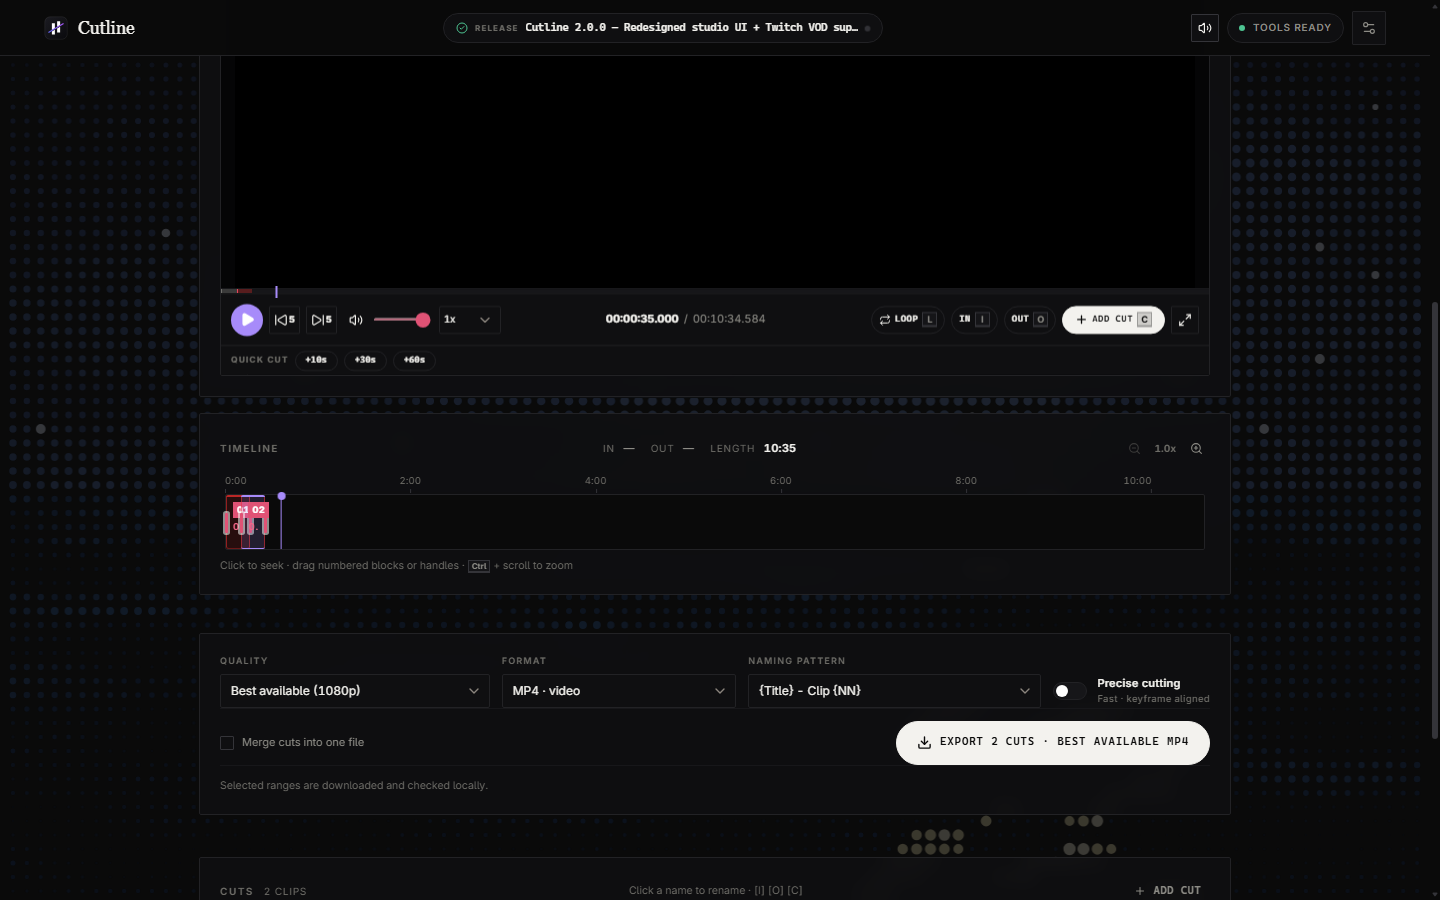 Cutline
RELEASE Cutline 2.0.0 — Redesigned studio UI + Twitch VOD sup…
TOOLS READY
5 5 1x 00:00:35.000 / 00:10:34.584 LOOP L IN I OUT O + ADD CUT C
QUICK CUT +10s +30s +60s
TIMELINE IN — OUT — LENGTH 10:35 1.0x
0:00 2:00 4:00 6:00 8:00 10:00
01 02
Click to seek · drag numbered blocks or handles · Ctrl + scroll to zoom
QUALITY FORMAT NAMING PATTERN
Best available (1080p) MP4 · video {Title} - Clip {NN} Precise cutting
Fast · keyframe aligned
Merge cuts into one file EXPORT 2 CUTS · BEST AVAILABLE MP4
Selected ranges are downloaded and checked locally.
CUTS 2 CLIPS Click a name to rename · [I] [O] [C] + ADD CUT